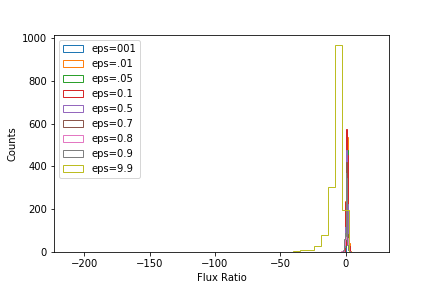 1000
800
600
400
200
0
Counts
eps=001
eps=.01
eps=.05
eps=0.1
eps=0.5
eps=0.7
eps=0.8
eps=0.9
eps=9.9
−200 −150 −100 −50 0
Flux Ratio